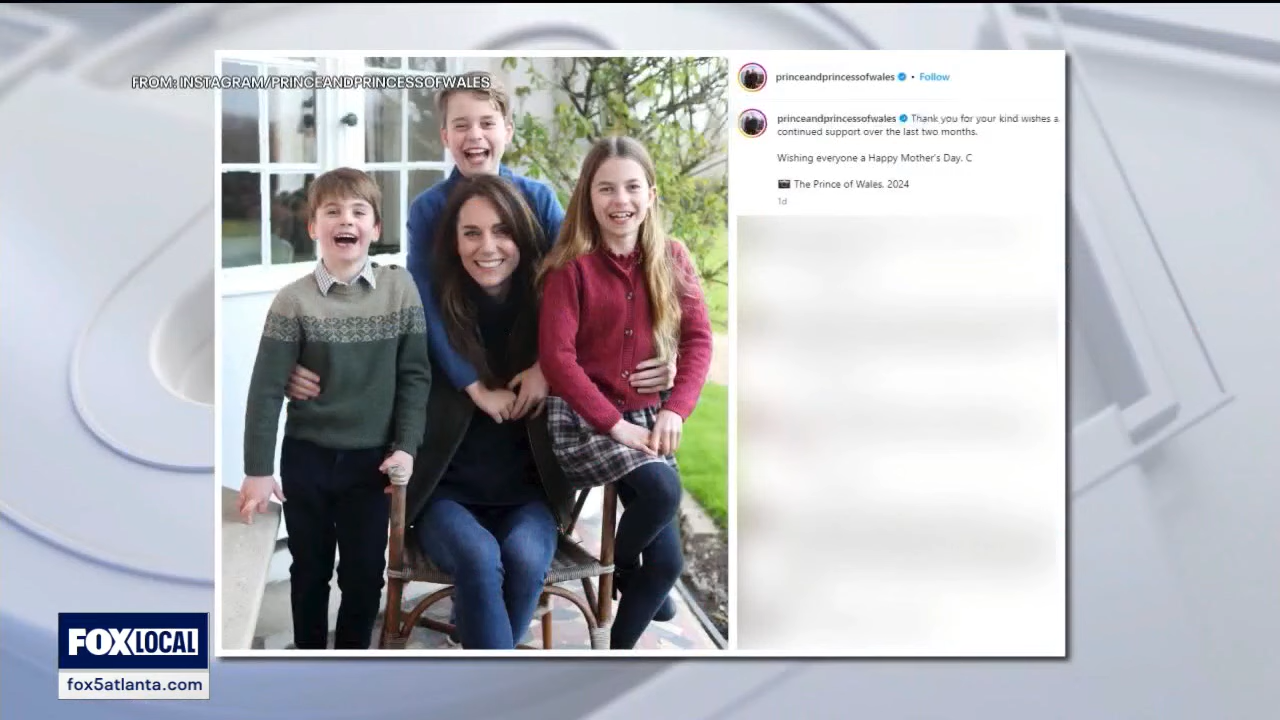 FROM: INSTAGRAM/PRINCEANDPRINCESSOFWALES
princeandprincessofwales • Follow
princeandprincessofwales Thank you for your kind wishes a
continued support over the last two months.
Wishing everyone a Happy Mother's Day. C
The Prince of Wales. 2024
1d
FOX LOCAL
fox5atlanta.com